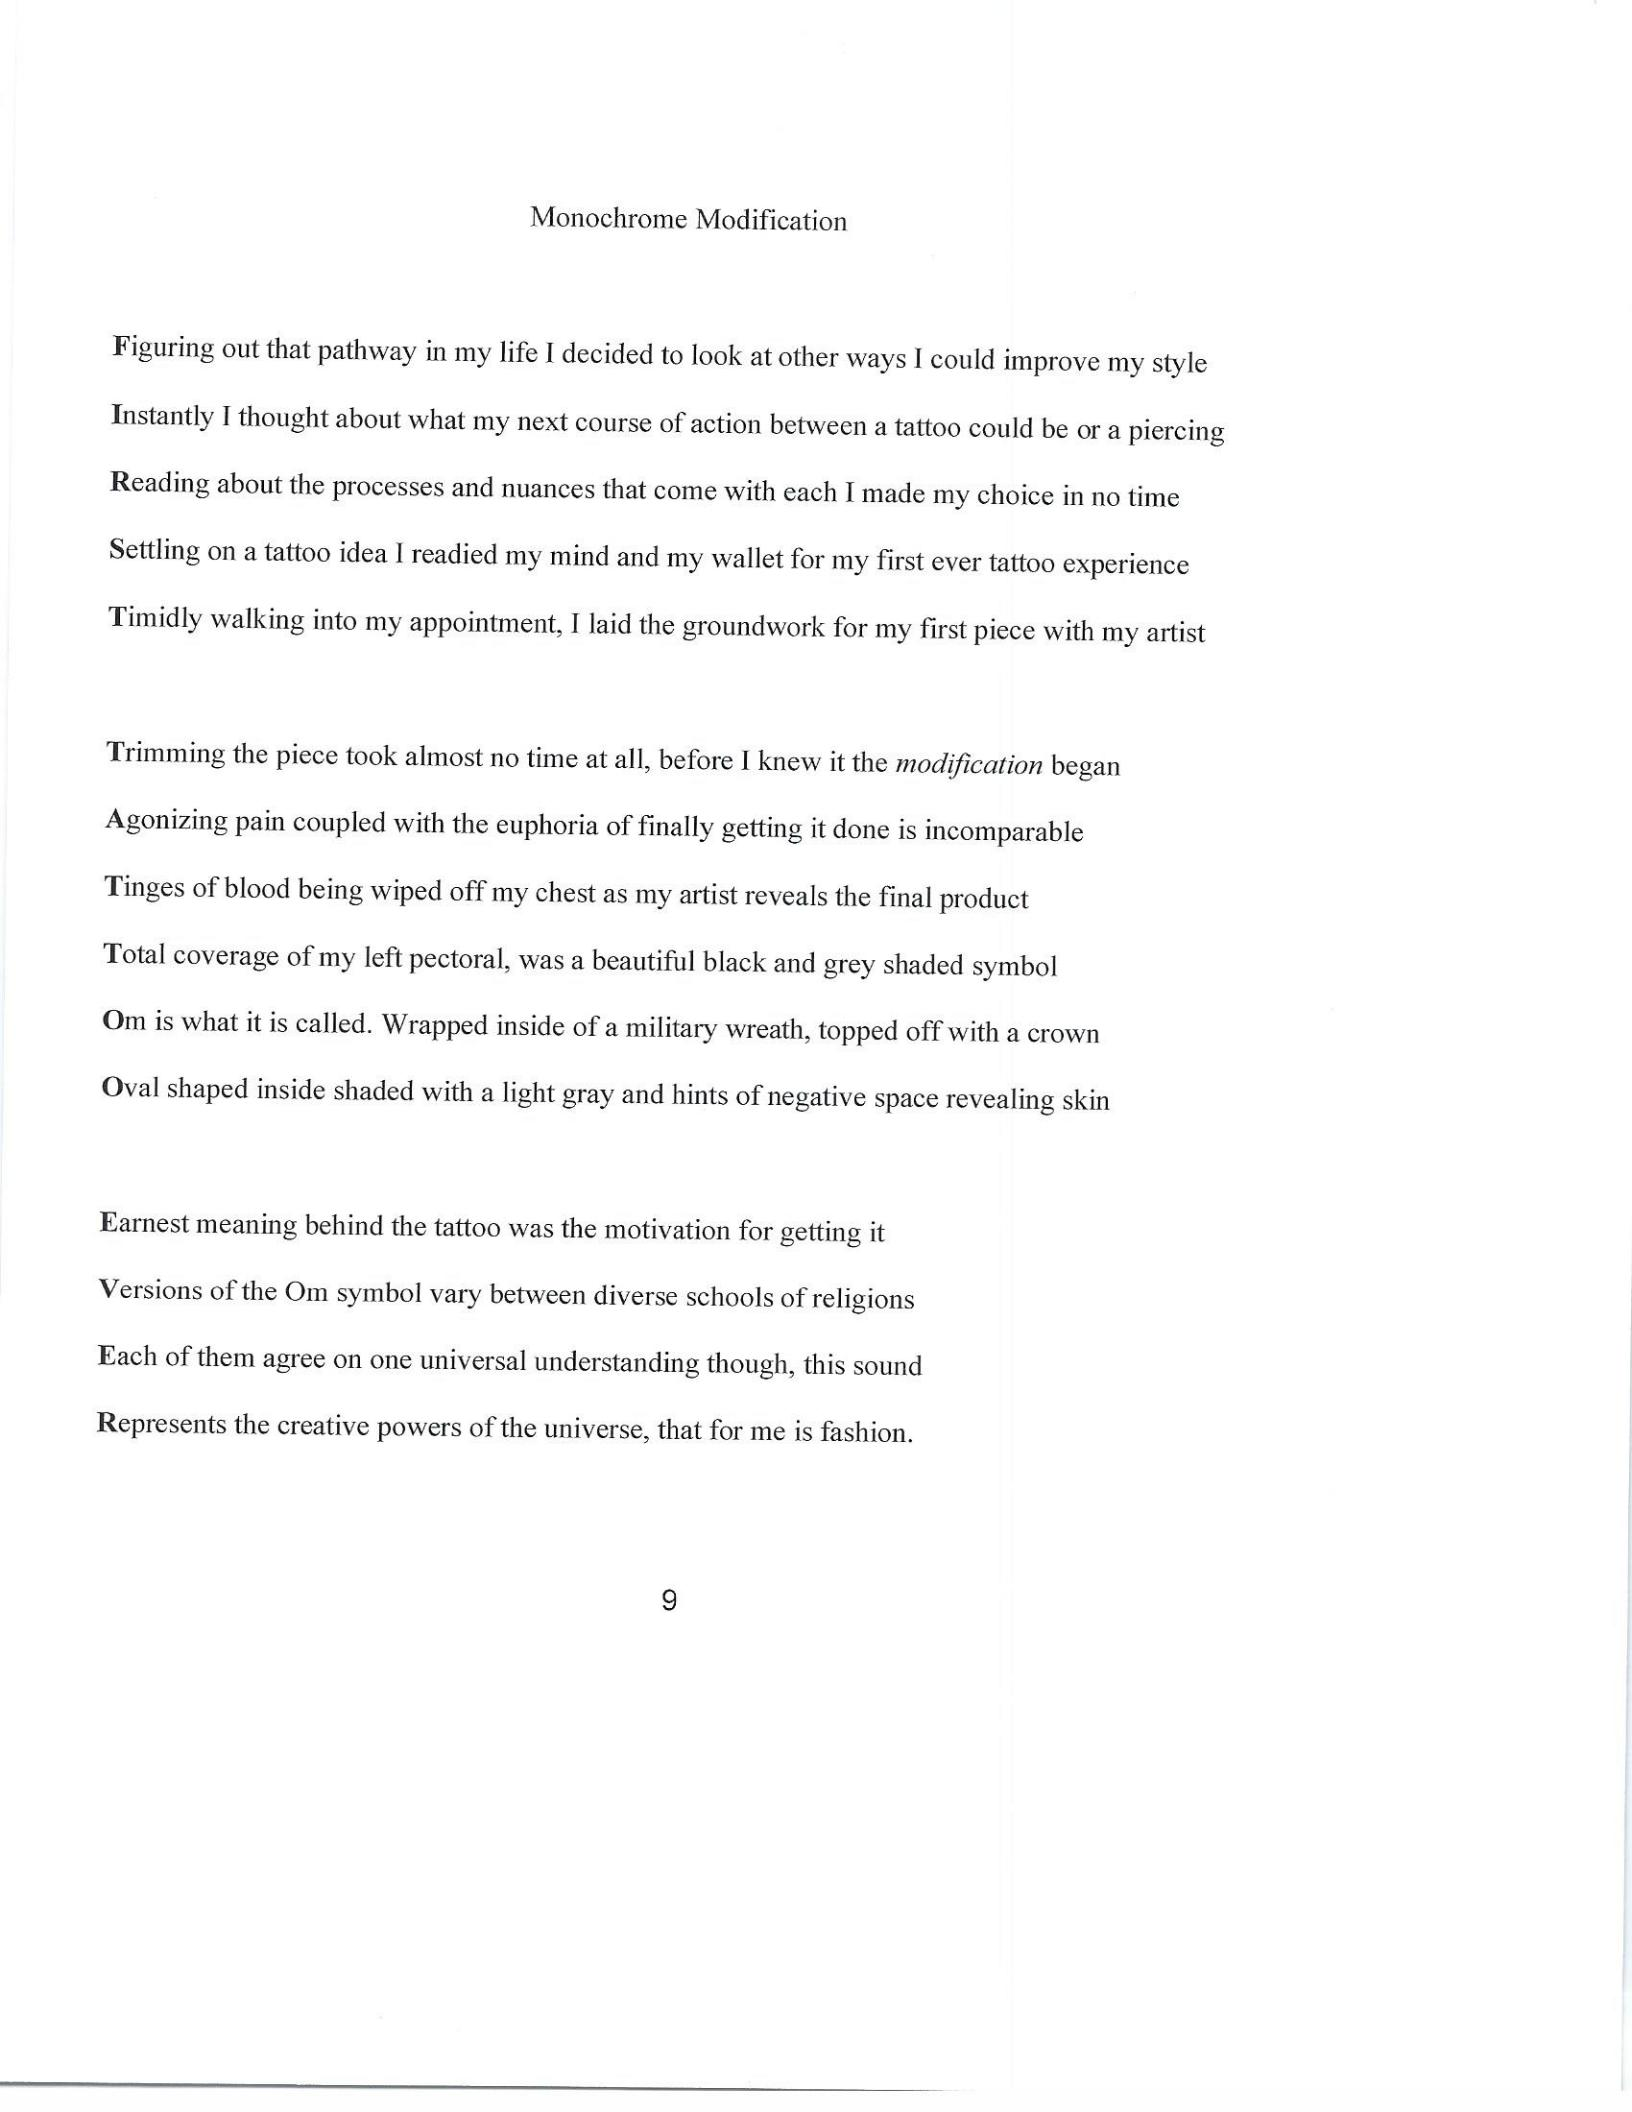 Monochrome Modification
Figuring out that pathway in my life I decided to look at other ways I could improve my style
Instantly I thought about what my next course of action between a tattoo could be or a piercing
Reading about the processes and nuances that come with each I made my choice in no time
Settling on a tattoo idea I readied my mind and my wallet for my first ever tattoo experience
Timidly walking into my appointment, I laid the groundwork for my first piece with my artist
Trimming the piece took almost no time at all, before I knew it the modification began
Agonizing pain coupled with the euphoria of finally getting it done is incomparable
Tinges of blood being wiped off my chest as my artist reveals the final product
Total coverage of my left pectoral, was a beautiful black and grey shaded symbol
Om is what it is called. Wrapped inside of a military wreath, topped off with a crown
Oval shaped inside shaded with a light gray and hints of negative space revealing skin
Earnest meaning behind the tattoo was the motivation for getting it
Versions of the Om symbol vary between diverse schools of religions
Each of them agree on one universal understanding though, this sound
Represents the creative powers of the universe, that for me is fashion.
9